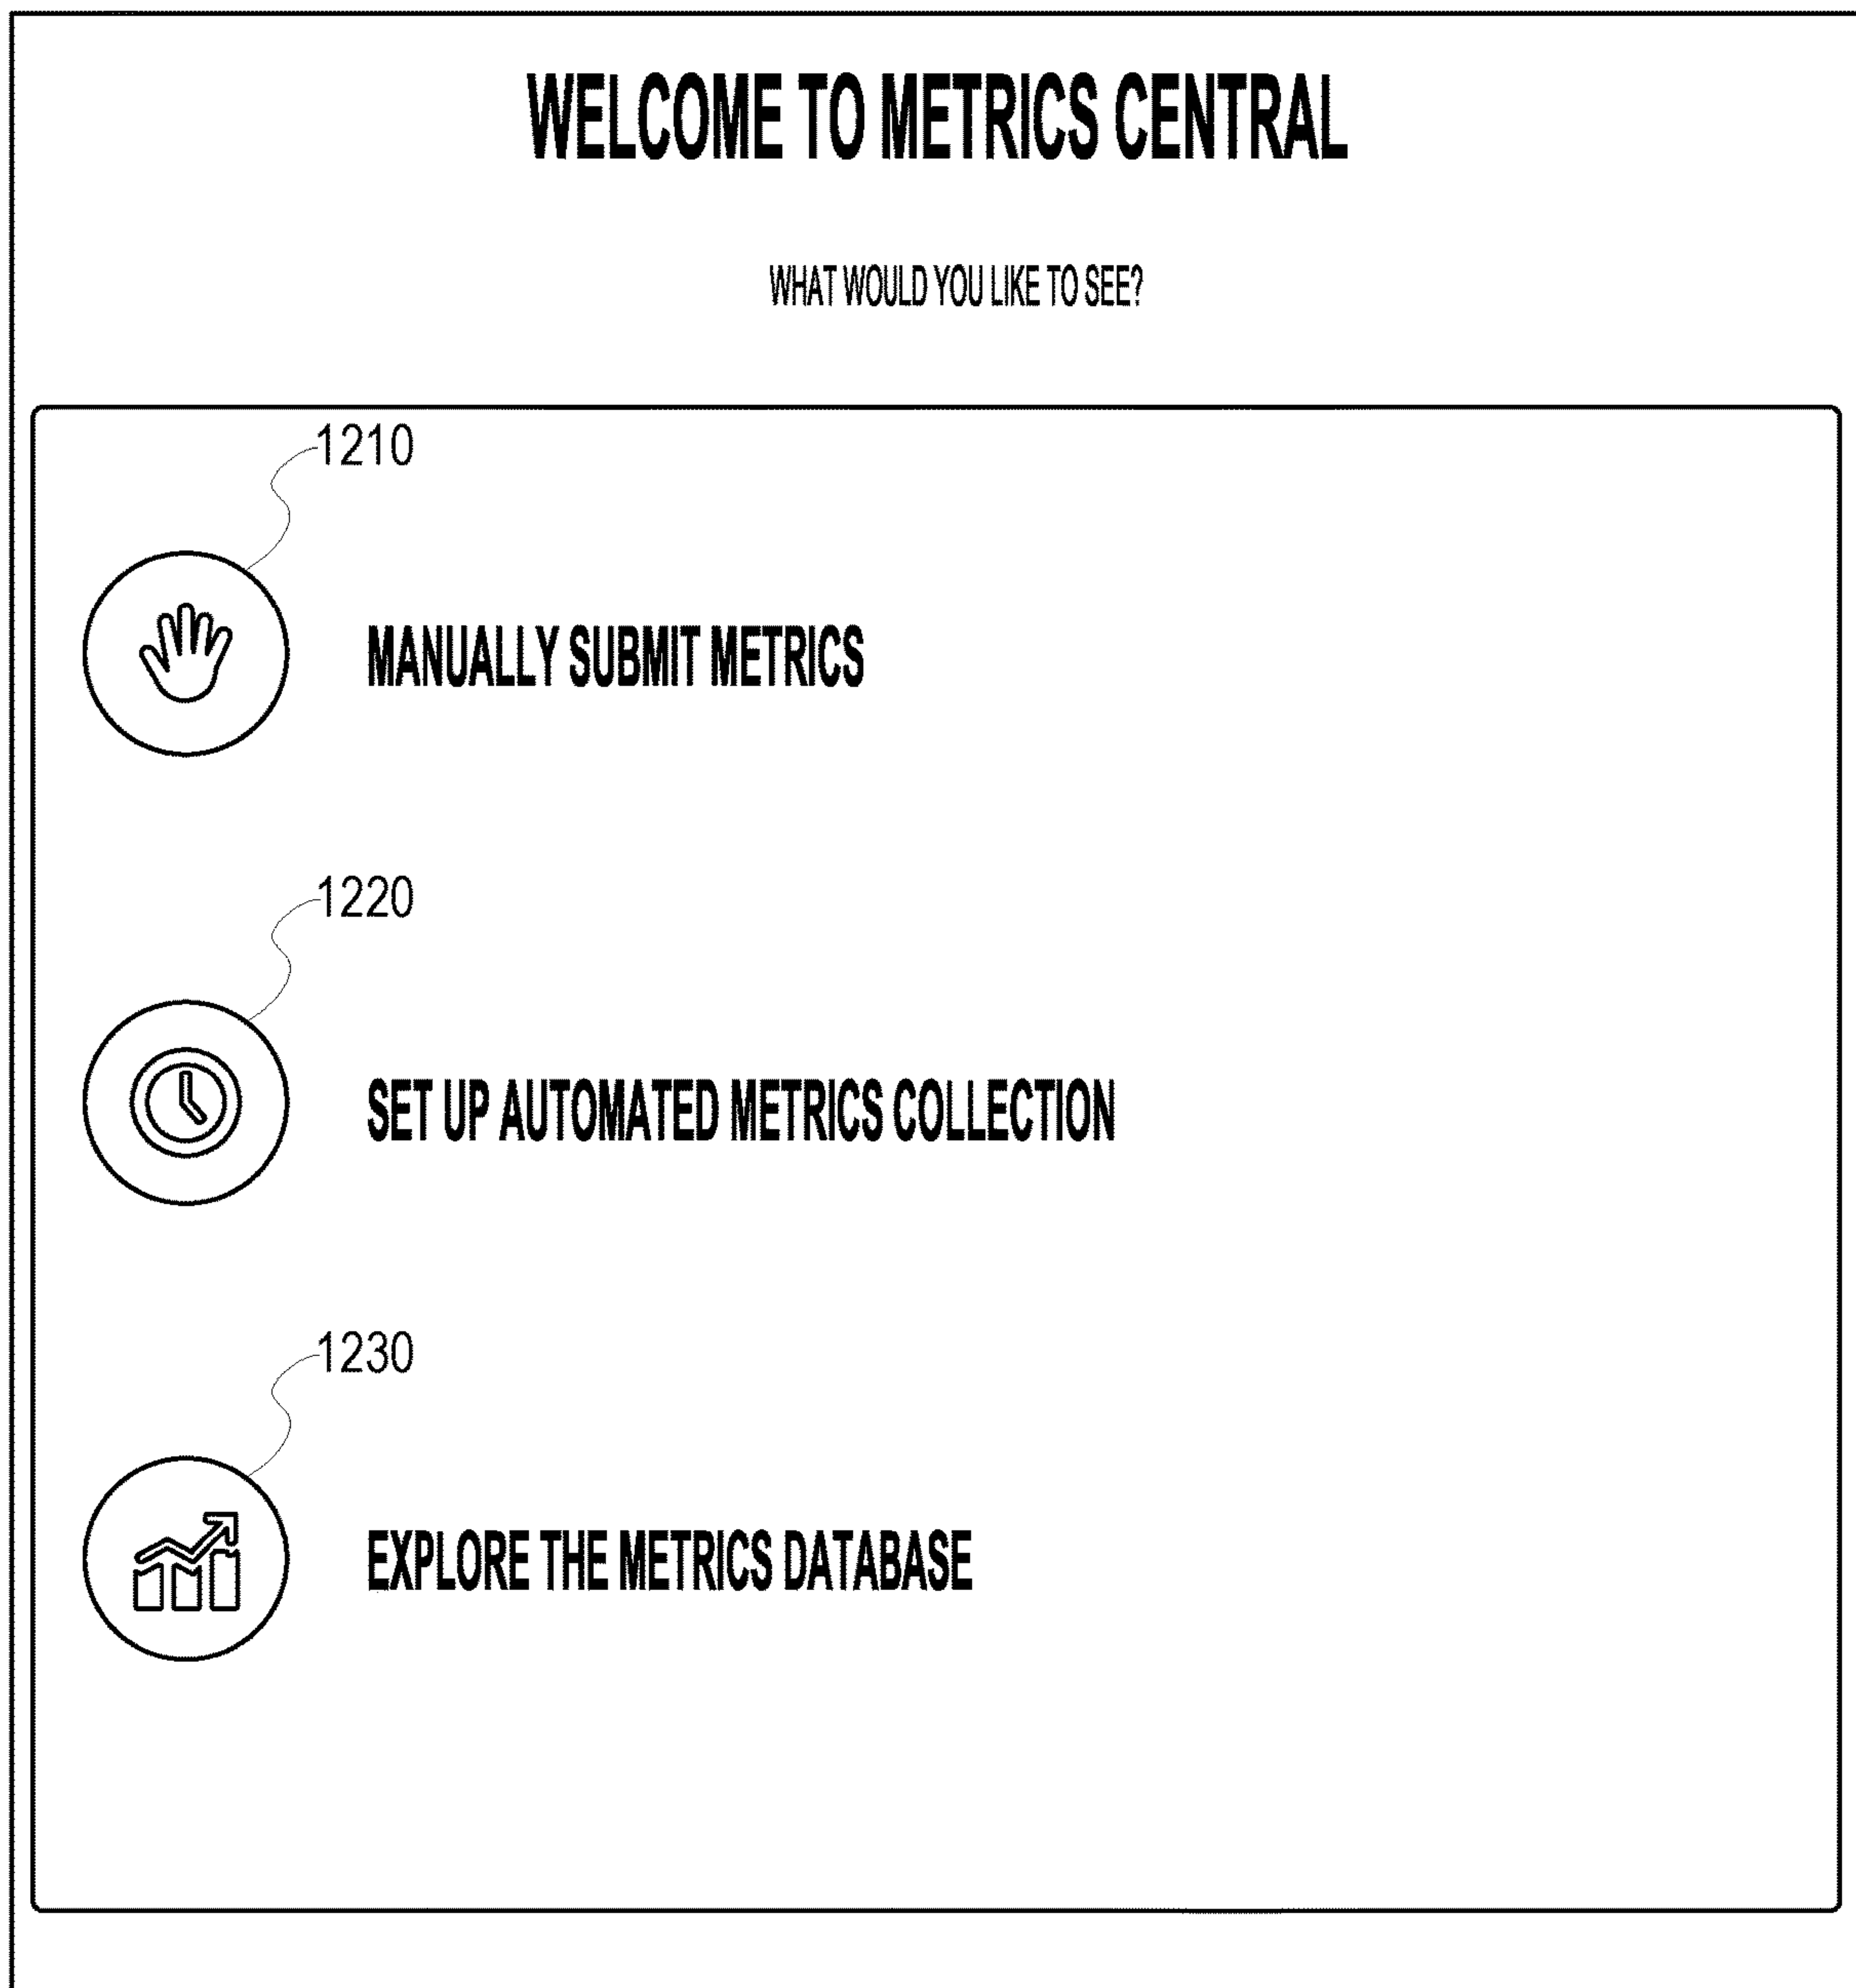 WELCOME TO METRICS CENTRAL
WHAT WOULD YOU LIKE TO SEE?
1210
MANUALLY SUBMIT METRICS
1220
SET UP AUTOMATED METRICS COLLECTION
1230
EXPLORE THE METRICS DATABASE